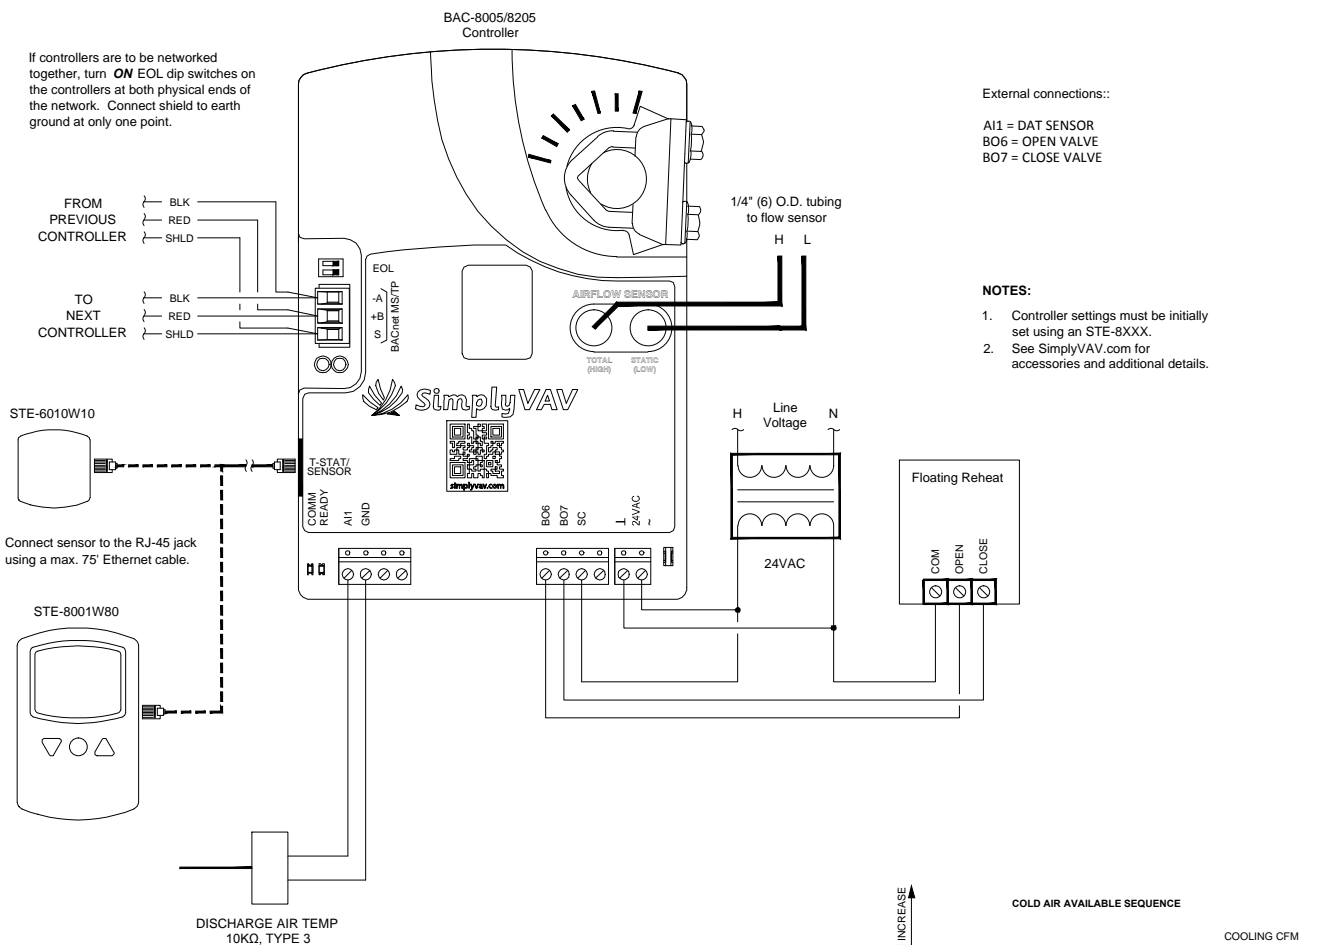 BAC-8005/8205
Controller
If controllers are to be networked
together, turn ON EOL dip switches on
the controllers at both physical ends of
the network. Connect shield to earth
ground at only one point.
External connections::
AI1 = DAT SENSOR
BO6 = OPEN VALVE
BO7 = CLOSE VALVE
FROM
PREVIOUS
CONTROLLER
BLK
RED
SHLD
TO
NEXT
CONTROLLER
BLK
RED
SHLD
EOL
-A
+B
S
BACnet MS/TP
1/4" (6) O.D. tubing
to flow sensor
H L
AIRFLOW SENSOR
TOTAL
(HIGH)
STATIC
(LOW)
NOTES:
1. Controller settings must be initially
set using an STE-8XXX.
2. See SimplyVAV.com for
accessories and additional details.
SimplyVAV
simplyvav.com
STE-6010W10
T-STAT/
SENSOR
COMM
READY
AI1
GND
BO6
BO7
SC
⊥
24VAC
~
H
Line
Voltage
N
24VAC
Floating Reheat
COM
OPEN
CLOSE
Connect sensor to the RJ-45 jack
using a max. 75' Ethernet cable.
STE-8001W80
DISCHARGE AIR TEMP
10KΩ, TYPE 3
INCREASE
COLD AIR AVAILABLE SEQUENCE
COOLING CFM